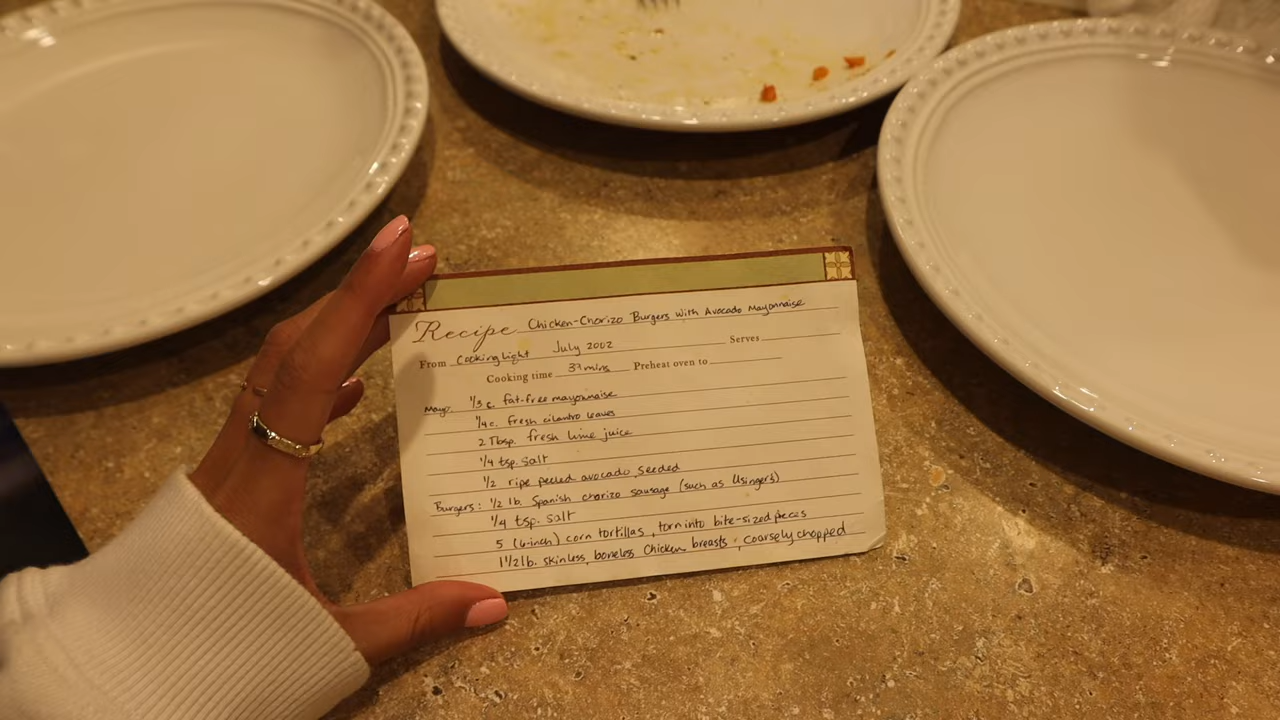 Recipe Chicken-Chorizo Burgers with Avocado Mayonnaise
From Cooking Light July 2002 Serves
Cooking time 37 mins Preheat oven to
Mayo: 1/3 c. fat-free mayonnaise
1/4 c. fresh cilantro leaves
2 Tbsp. fresh lime juice
1/4 tsp. salt
1/2 ripe peeled avocado, seeded
Burgers: 1/2 lb. Spanish chorizo sausage (such as Usingers)
1/4 tsp. salt
5 (6-inch) corn tortillas, torn into bite-sized pieces
1 1/2 lb. skinless, boneless chicken breasts, coarsely chopped